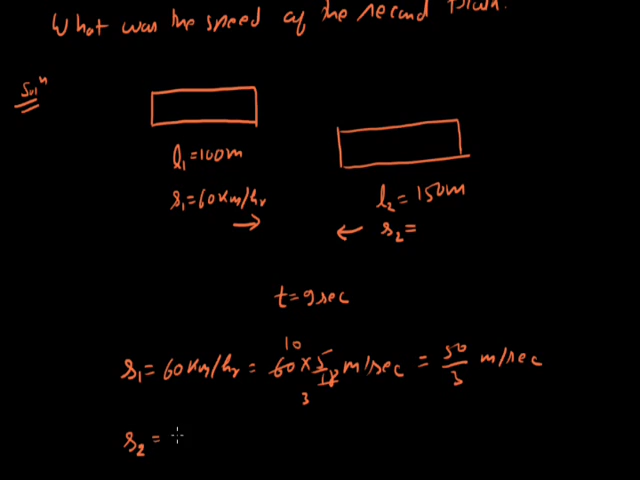 What was the speed of the second train.
Solⁿ
l₁ = 100m
s₁ = 60 Km/hr
l₂ = 150m
s₂ =
t = 9 sec
s₁ = 60 Km/hr = 60 × 5/18 m/sec = 50/3 m/sec
10
3
s₂ =